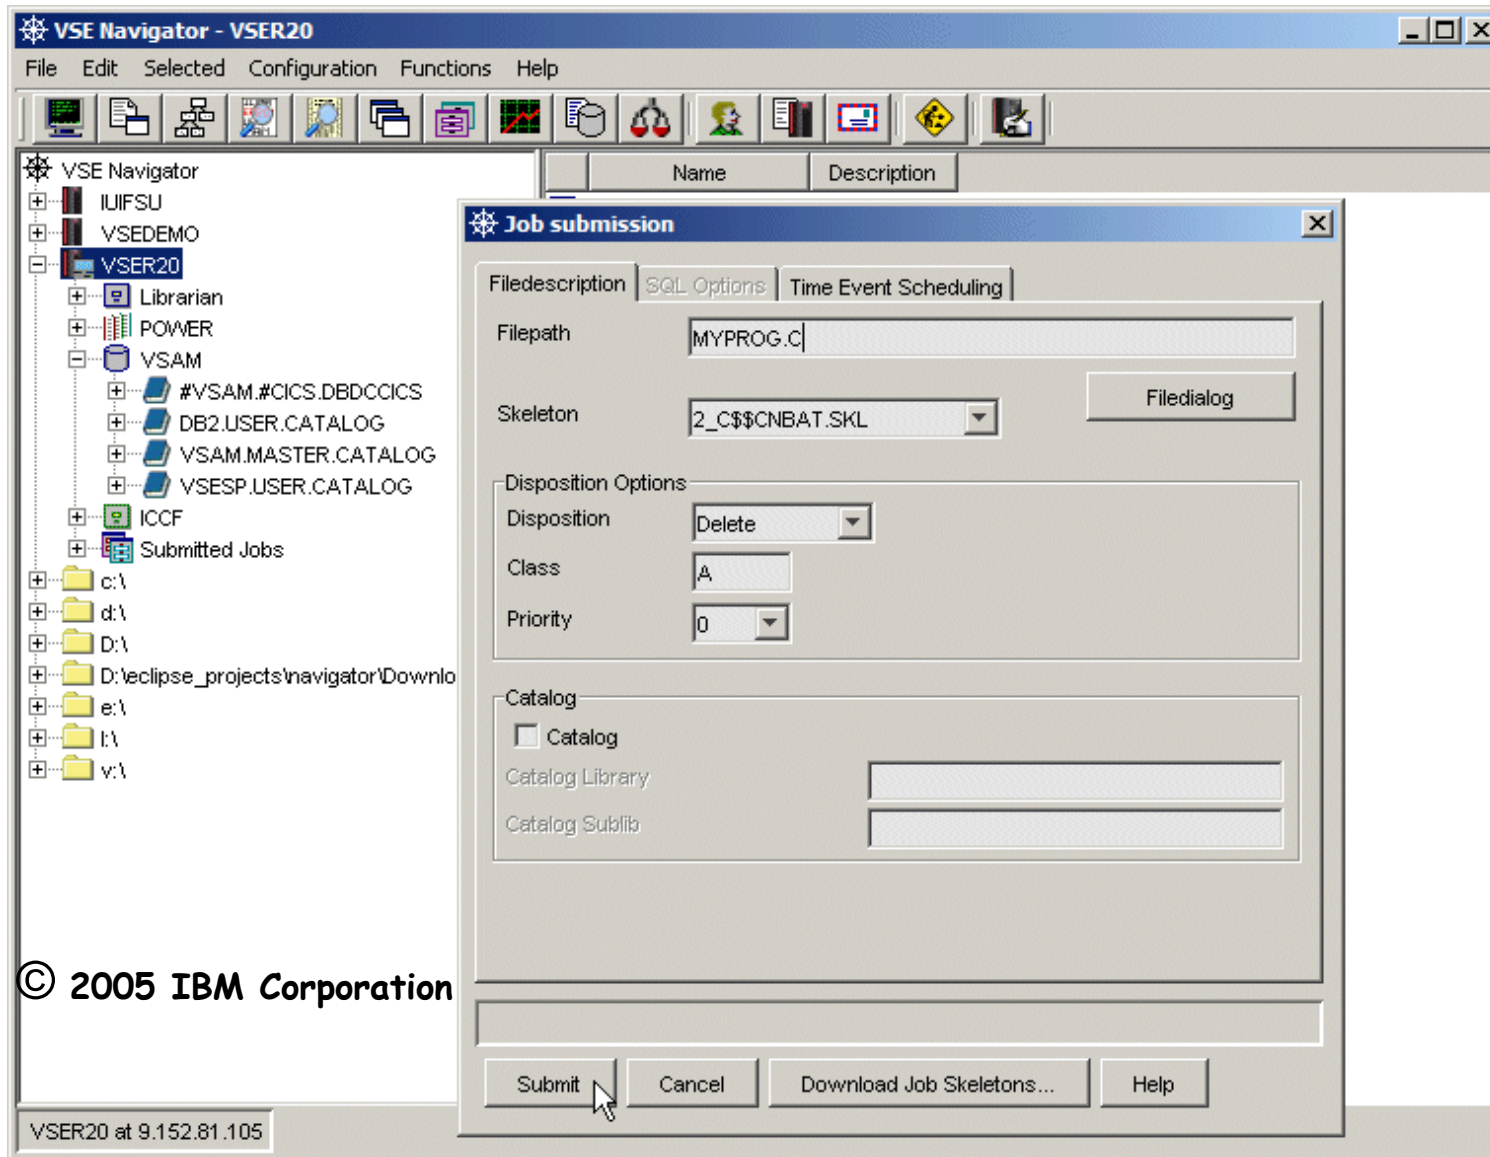 VSE Navigator - VSER20
File Edit Selected Configuration Functions Help
VSE Navigator
IUIFSU
VSEDEMO
VSER20
Librarian
POWER
VSAM
#VSAM.#CICS.DBDCCICS
DB2.USER.CATALOG
VSAM.MASTER.CATALOG
VSESP.USER.CATALOG
ICCF
Submitted Jobs
c:\
d:\
D:\
D:\eclipse_projects\navigator\Downlo
e:\
l:\
v:\
Name Description
Job submission
Filedescription SQL Options Time Event Scheduling
Filepath MYPROG.C
Filedialog
Skeleton 2_C$$CNBAT.SKL
Disposition Options
Disposition Delete
Class A
Priority 0
Catalog
Catalog
Catalog Library
Catalog Sublib
© 2005 IBM Corporation
Submit Cancel Download Job Skeletons... Help
VSER20 at 9.152.81.105